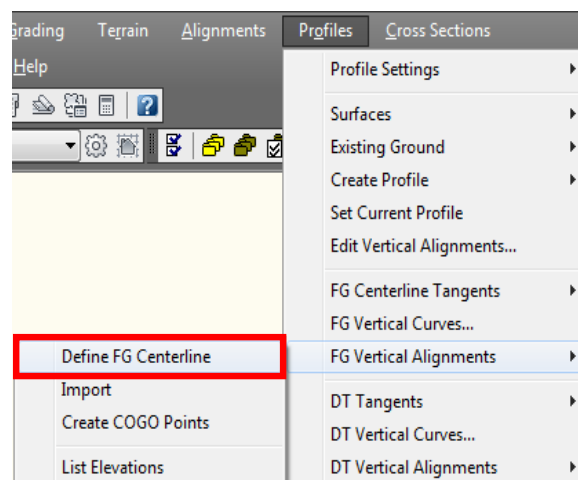 Grading Terrain Alignments Profiles Cross Sections
Help
Profile Settings
Surfaces
Existing Ground
Create Profile
Set Current Profile
Edit Vertical Alignments...
FG Centerline Tangents
FG Vertical Curves...
Define FG Centerline
FG Vertical Alignments
Import
DT Tangents
Create COGO Points
DT Vertical Curves...
List Elevations
DT Vertical Alignments